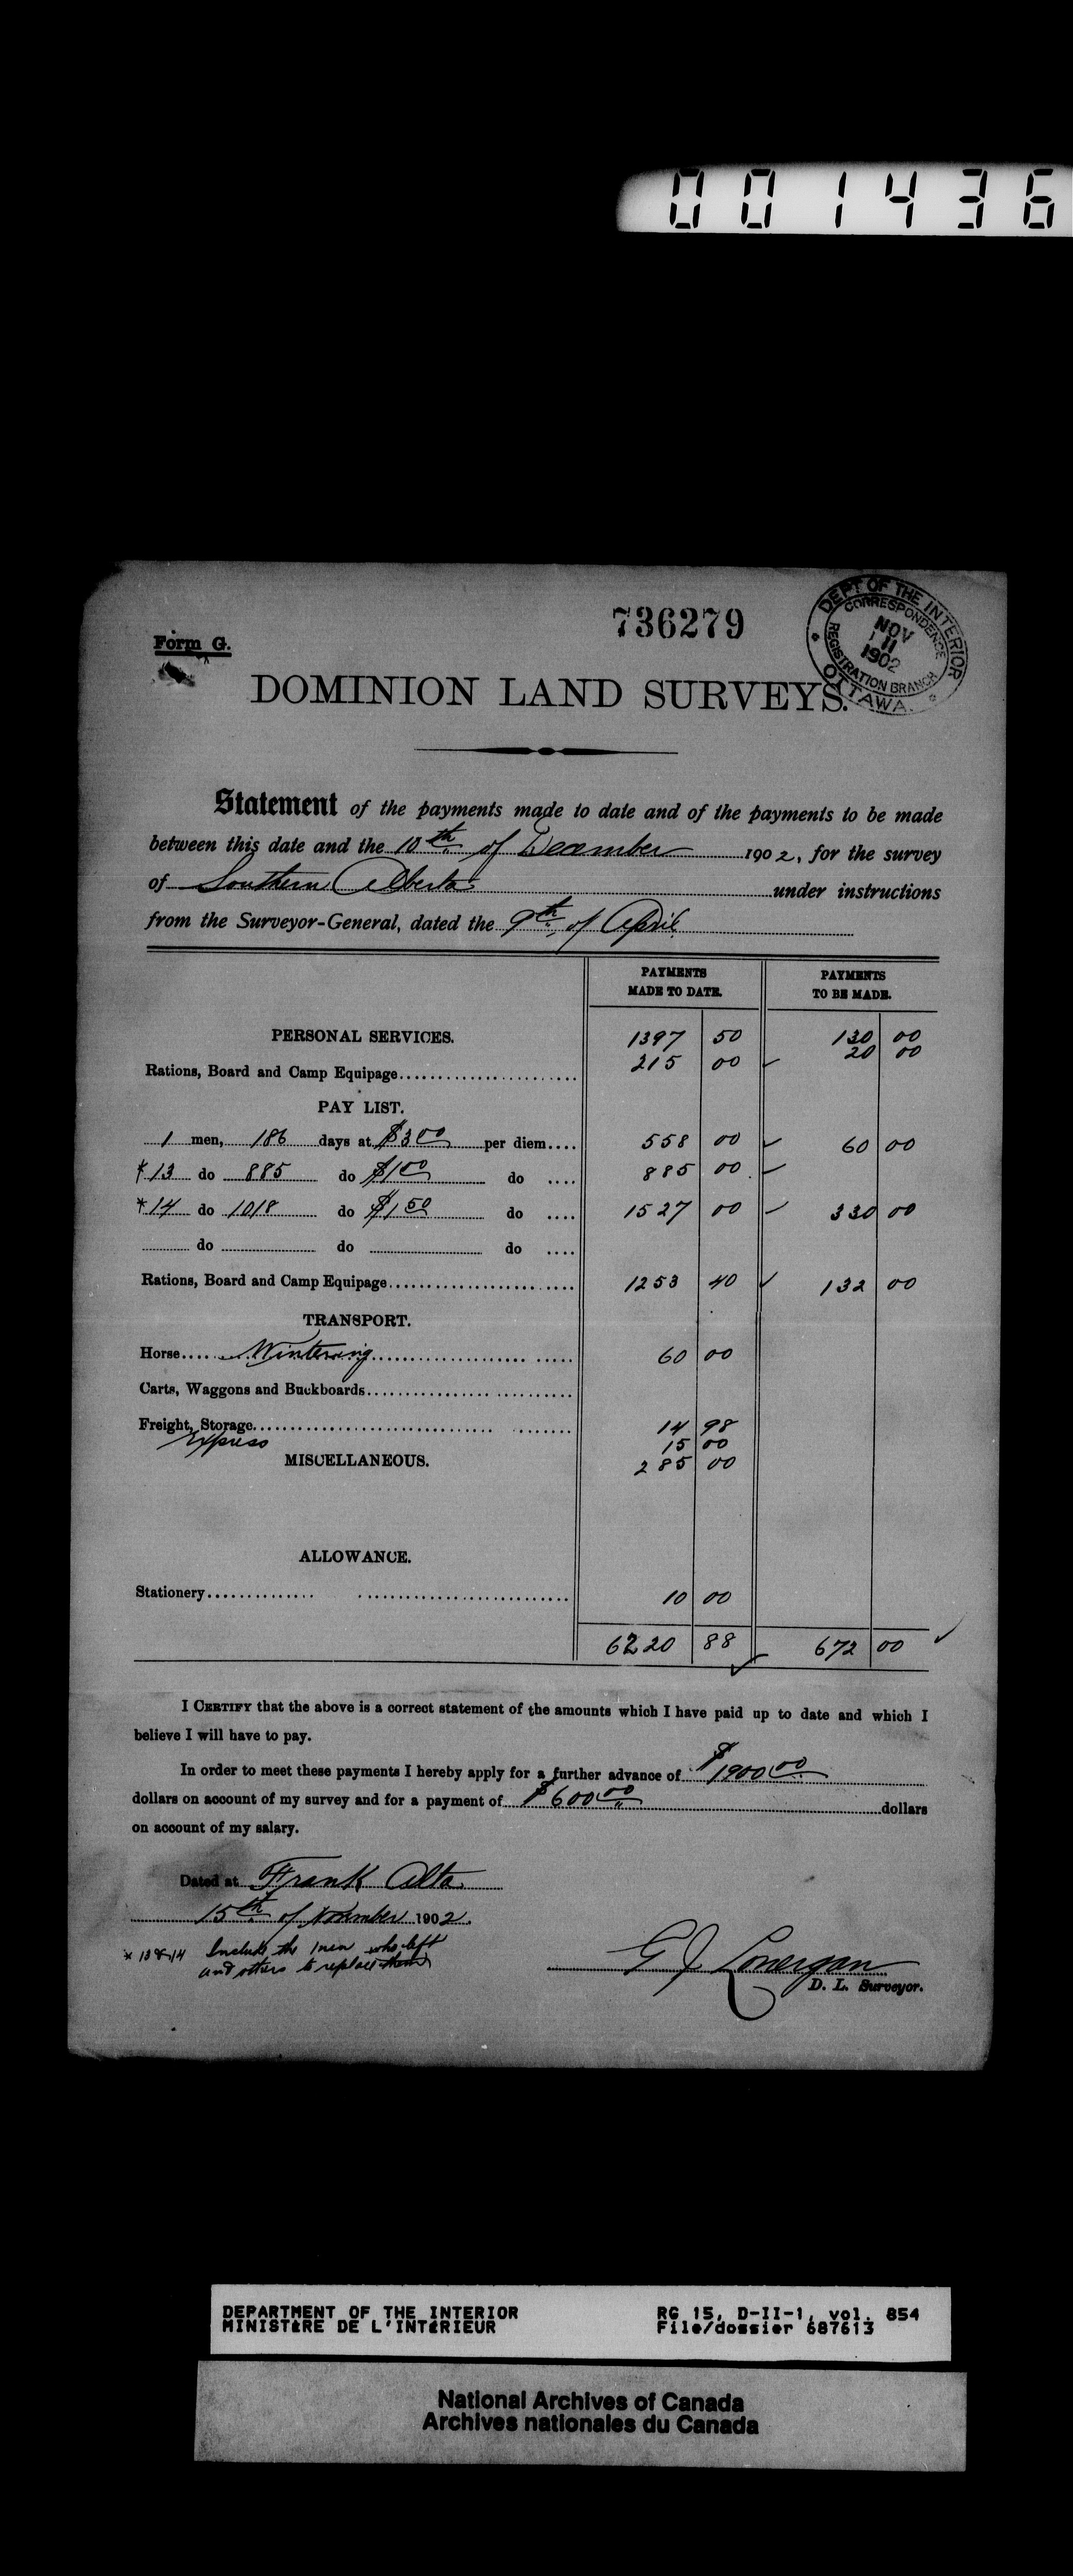 001436
736279
DEPT OF THE INTERIOR
CORRESPONDENCE
NOV
11
1902
REGISTRATION BRANCH
OTTAWA.
Form G.
DOMINION LAND SURVEYS.
Statement of the payments made to date and of the payments to be made
between this date and the 10th of December 1902, for the survey
of Southern Alberta under instructions
from the Surveyor-General, dated the 9th of April
PAYMENTS MADE TO DATE. PAYMENTS TO BE MADE.
PERSONAL SERVICES. 1397 50 130 00
20 00
Rations, Board and Camp Equipage 215 00 ✓
PAY LIST.
1 men, 186 days at $3.00 per diem 558 00 ✓ 60 00
*13 do 885 do $1.00 do 885 00 ✓
*14 do 1018 do $1.50 do 1527 00 ✓ 330 00
do do do
Rations, Board and Camp Equipage 1253 40 ✓ 132 00
TRANSPORT.
Horse Wintering 60 00
Carts, Waggons and Buckboards
Freight, Storage 14 98
Express 15 00
MISCELLANEOUS. 285 00
ALLOWANCE.
Stationery 10 00
6220 88 ✓ 672 00 ✓
I CERTIFY that the above is a correct statement of the amounts which I have paid up to date and which I
believe I will have to pay.
In order to meet these payments I hereby apply for a further advance of $1900.00
dollars on account of my survey and for a payment of $600.00 dollars
on account of my salary.
Dated at Frank Alta
15th of November 1902.
* 13 & 14 Include the men who left
and others to replace them
G J Lonergan
D. L. Surveyor.
DEPARTMENT OF THE INTERIOR RG 15, D-II-1, vol. 854
MINISTÈRE DE L'INTÉRIEUR File/dossier 687613
National Archives of Canada
Archives nationales du Canada